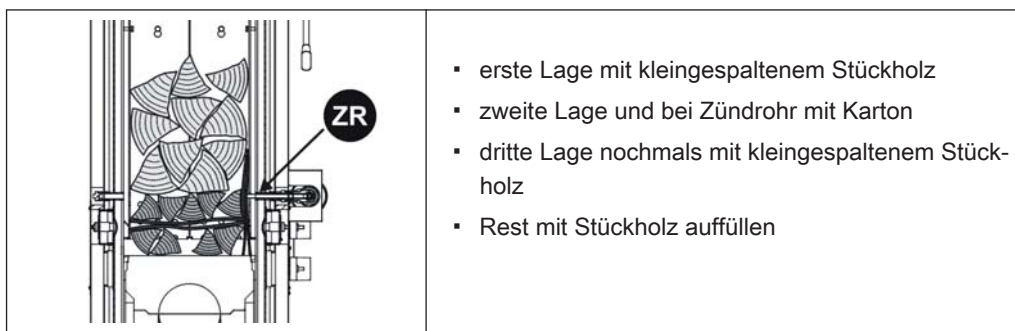 8 8
ZR
▪ erste Lage mit kleingespaltenem Stückholz
▪ zweite Lage und bei Zündrohr mit Karton
▪ dritte Lage nochmals mit kleingespaltenem Stück-
holz
▪ Rest mit Stückholz auffüllen